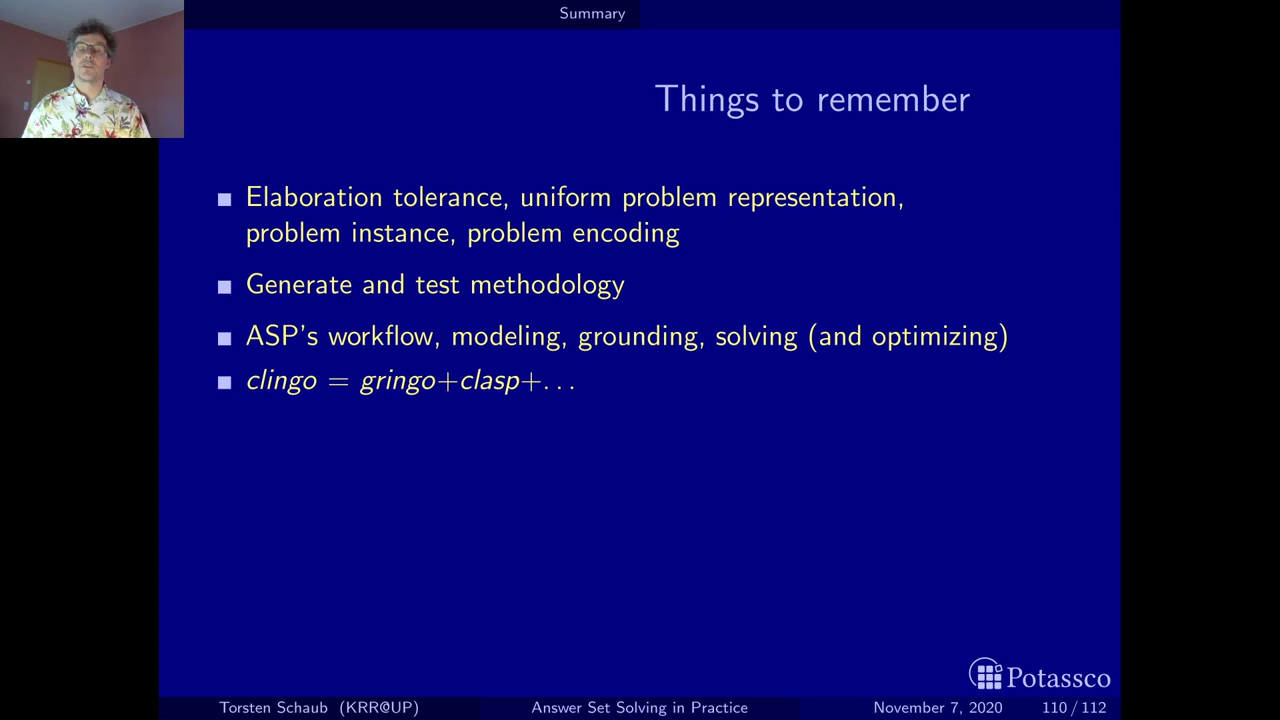 Summary
Things to remember
Elaboration tolerance, uniform problem representation,
problem instance, problem encoding
Generate and test methodology
ASP's workflow, modeling, grounding, solving (and optimizing)
clingo = gringo+clasp+...
Potassco
Torsten Schaub (KRR@UP) Answer Set Solving in Practice November 7, 2020 110 / 112